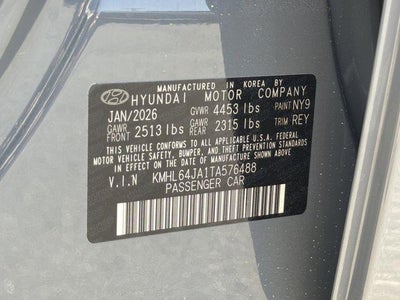 MANUFACTURED IN KOREA BY
HYUNDAI MOTOR COMPANY
JAN/2026 GVWR 4453 lbs PAINT NY9
GAWR FRONT 2513 lbs GAWR REAR 2315 lbs TRIM REY
THIS VEHICLE CONFORMS TO ALL APPLICABLE U.S.A. FEDERAL
MOTOR VEHICLE SAFETY, BUMPER, AND THEFT PREVENTION
STANDARDS IN EFFECT ON THE DATE OF MANUFACTURE SHOWN ABOVE.
V.I.N KMHL64JA1TA576488
PASSENGER CAR